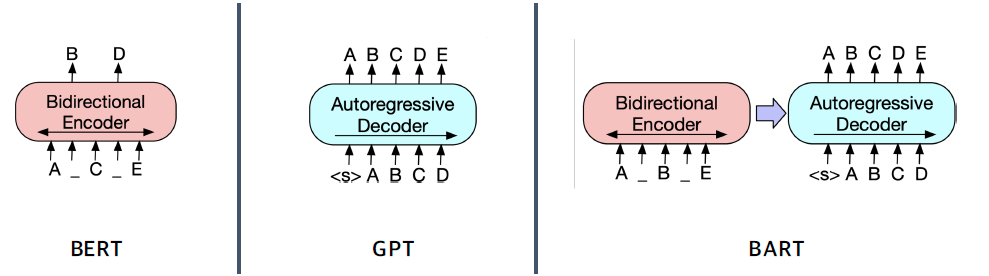 B D
Bidirectional
Encoder
A _ C _ E
BERT
A B C D E
Autoregressive
Decoder
<s> A B C D
GPT
A B C D E
Bidirectional
Encoder
Autoregressive
Decoder
A _ B _ E
<s> A B C D
BART